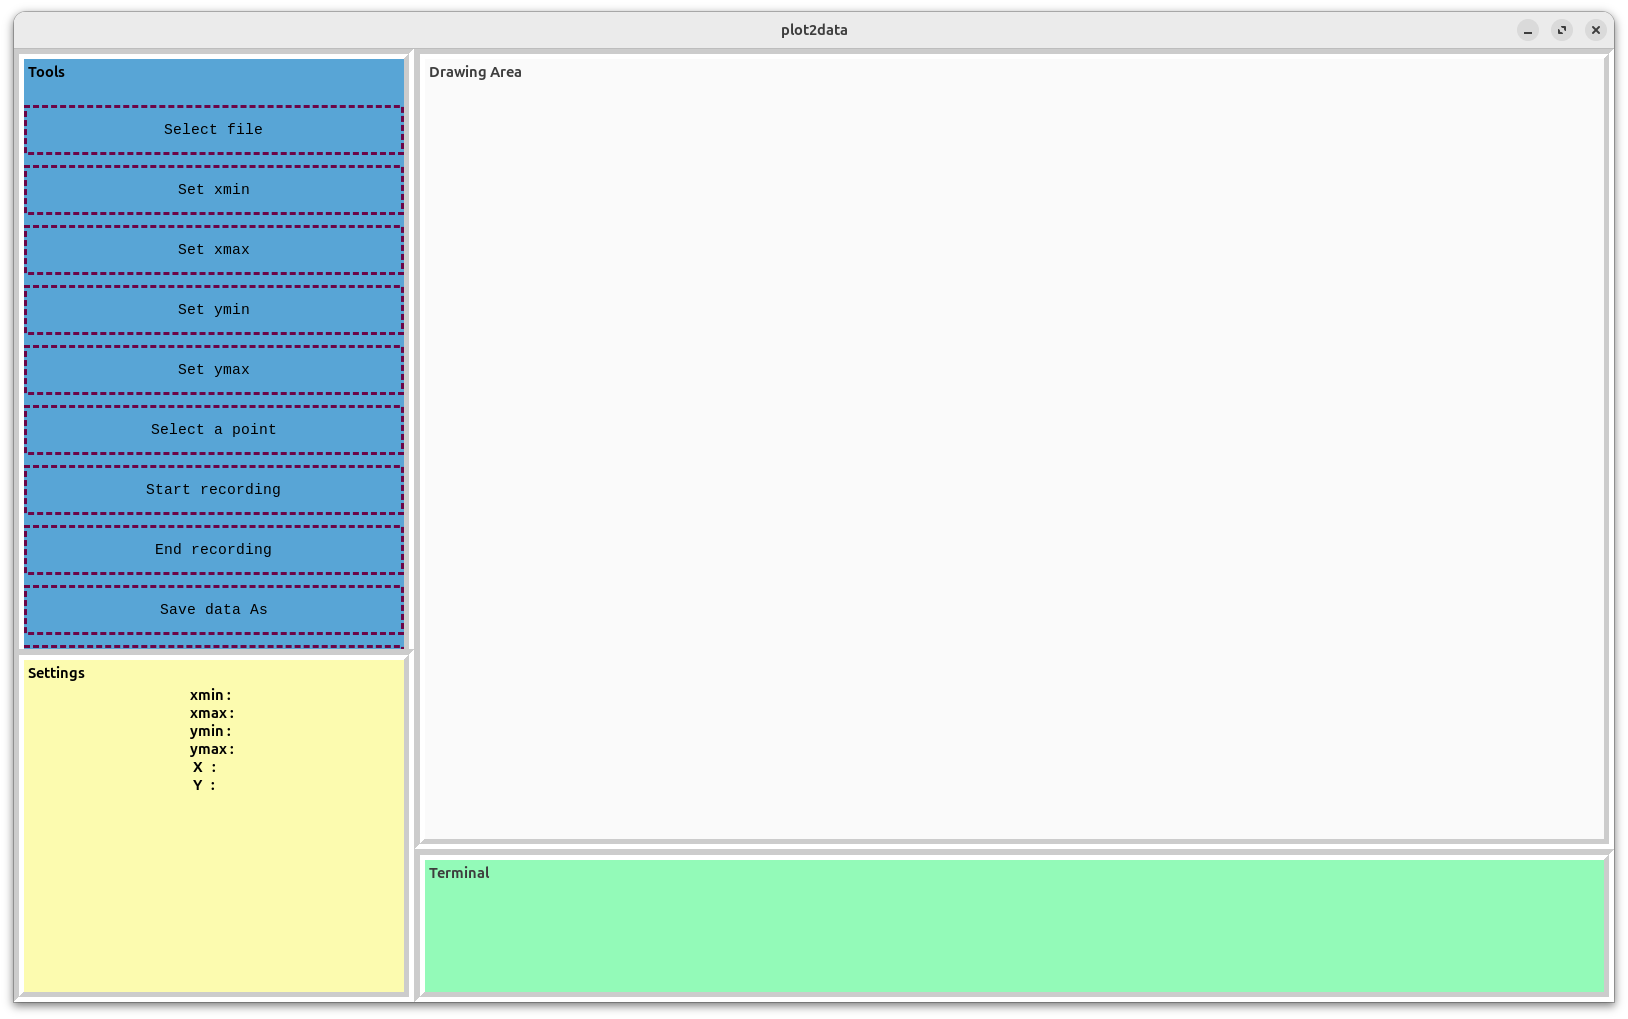 plot2data
Tools
Select file
Set xmin
Set xmax
Set ymin
Set ymax
Select a point
Start recording
End recording
Save data As
Settings
xmin :
xmax :
ymin :
ymax :
X :
Y :
Drawing Area
Terminal